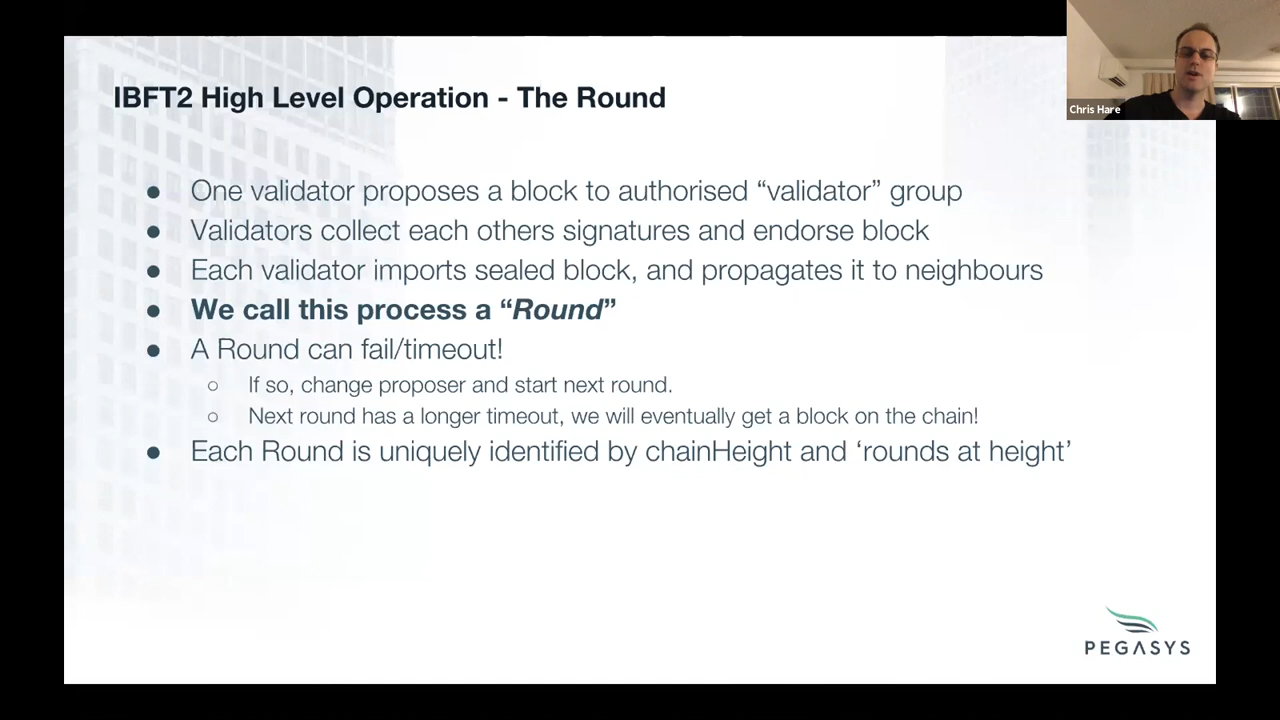 IBFT2 High Level Operation - The Round
Chris Hare
● One validator proposes a block to authorised “validator” group
● Validators collect each others signatures and endorse block
● Each validator imports sealed block, and propagates it to neighbours
● We call this process a “Round”
● A Round can fail/timeout!
○ If so, change proposer and start next round.
○ Next round has a longer timeout, we will eventually get a block on the chain!
● Each Round is uniquely identified by chainHeight and ‘rounds at height’
PEGASYS